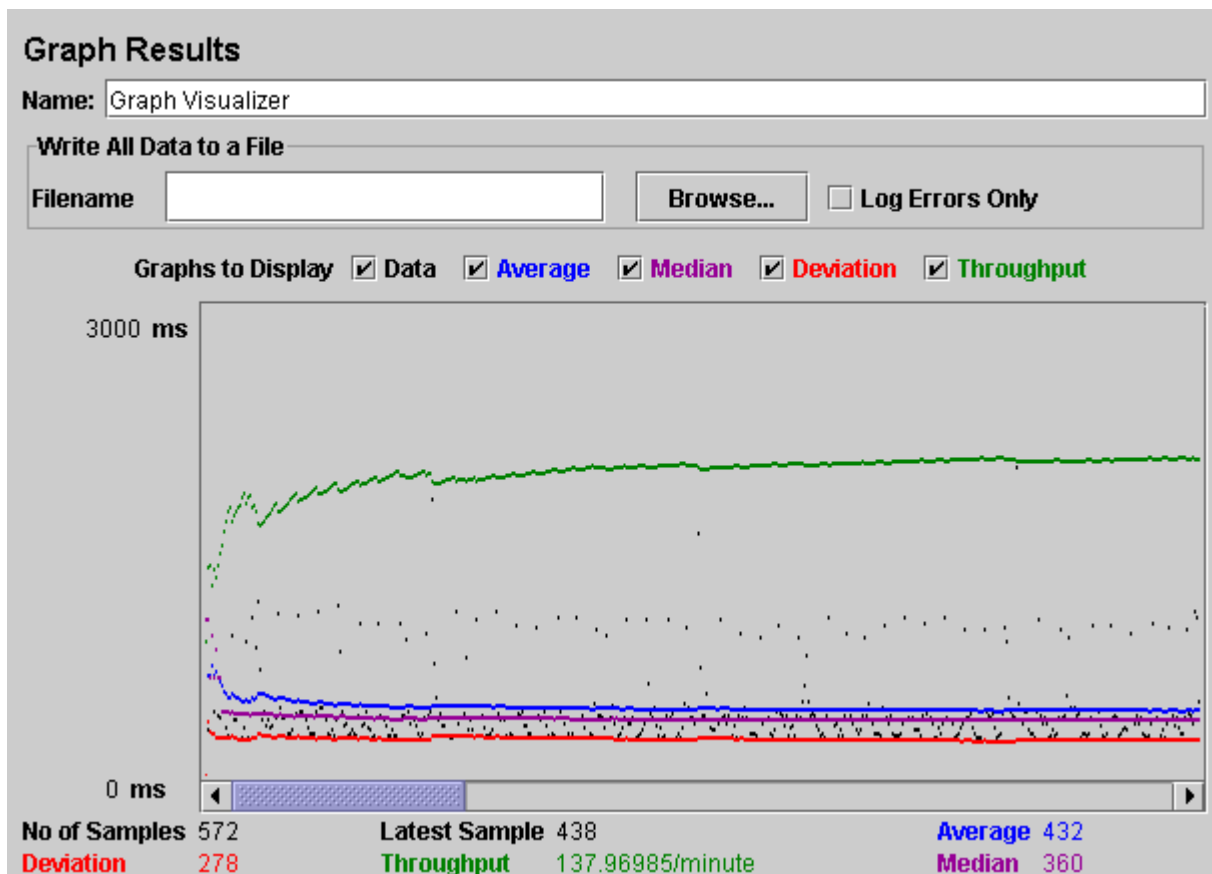 Graph Results
Name: Graph Visualizer
Write All Data to a File
Filename Browse... Log Errors Only
Graphs to Display Data Average Median Deviation Throughput
3000 ms
0 ms
No of Samples 572 Latest Sample 438 Average 432
Deviation 278 Throughput 137.96985/minute Median 360